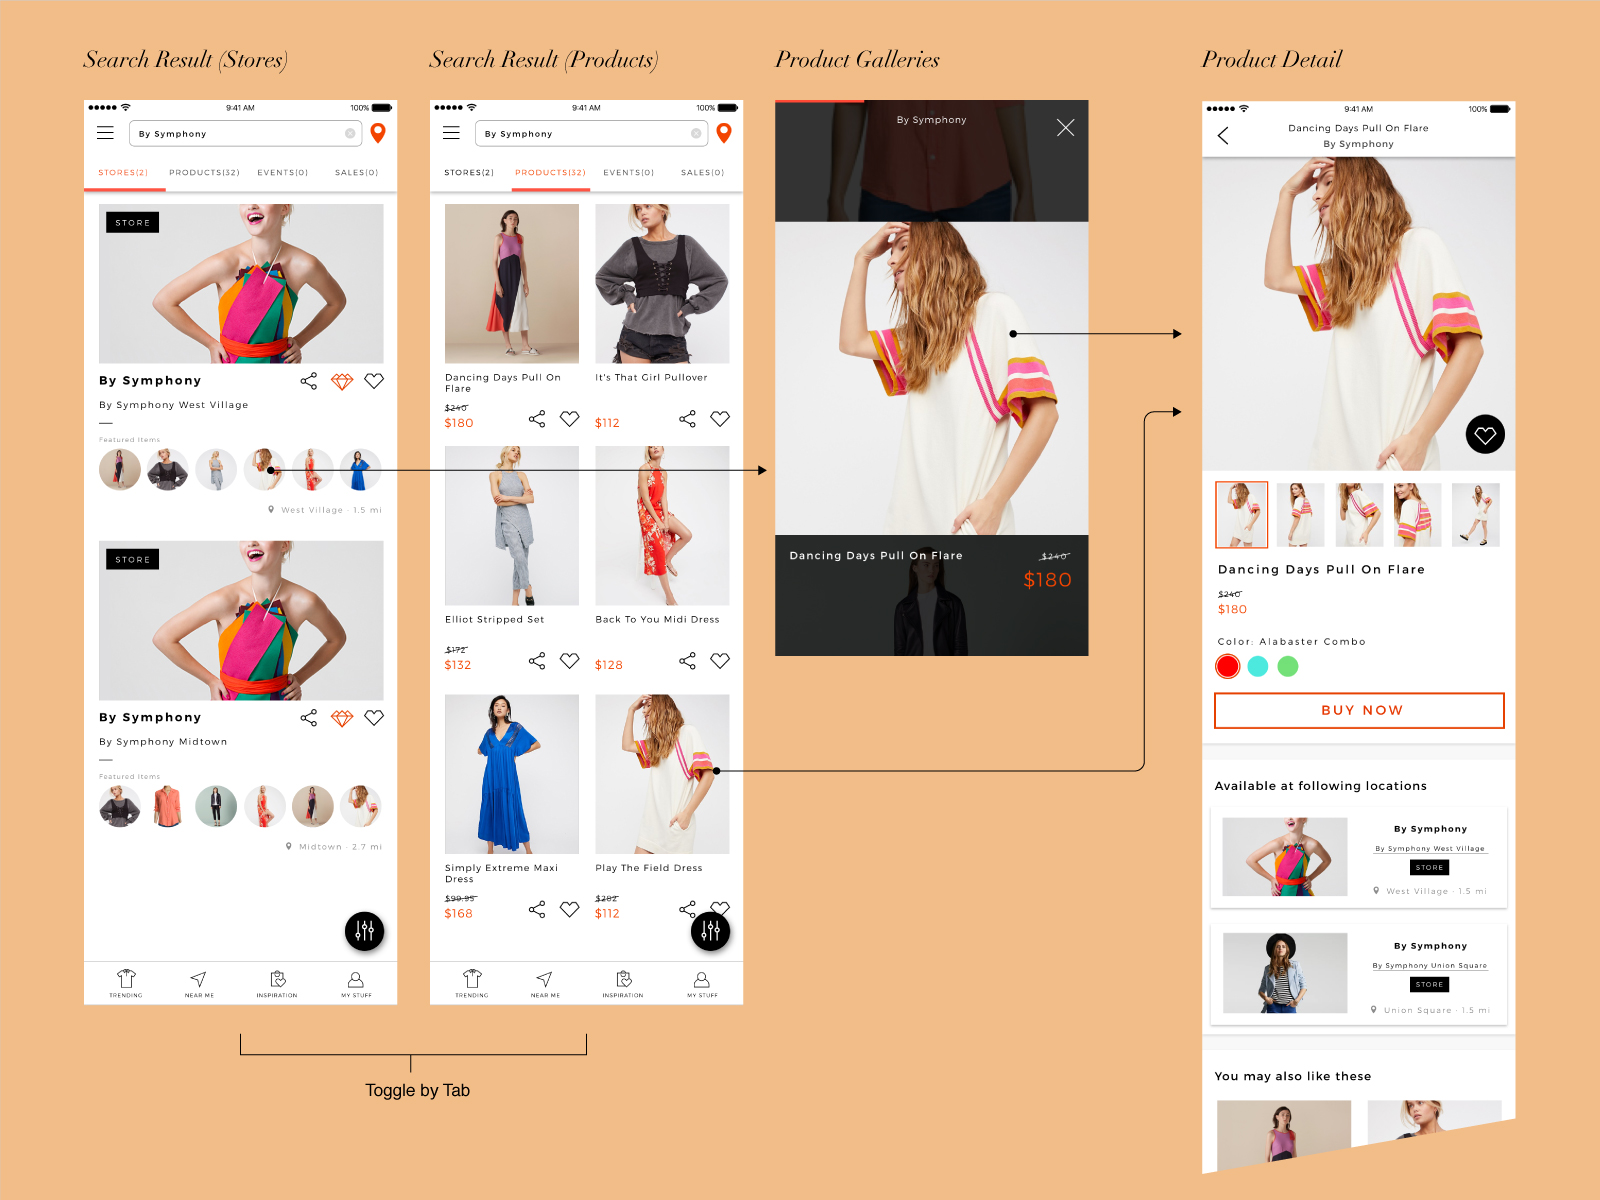 Search Result (Stores)
Search Result (Products)
Product Galleries
Product Detail
9:41 AM
100%
By Symphony
STORES(2)
PRODUCTS(32)
EVENTS(0)
SALES(0)
STORE
By Symphony
By Symphony West Village
Featured Items
West Village · 1.5 mi
STORE
By Symphony
By Symphony Midtown
Featured Items
Midtown · 2.7 mi
TRENDING
NEAR ME
INSPIRATION
MY STUFF
9:41 AM
100%
By Symphony
STORES(2)
PRODUCTS(32)
EVENTS(0)
SALES(0)
Dancing Days Pull On
Flare
$240
$180
It's That Girl Pullover
$112
Elliot Stripped Set
$172
$132
Back To You Midi Dress
$128
Simply Extreme Maxi
Dress
$99.95
$168
Play The Field Dress
$282
$112
TRENDING
NEAR ME
INSPIRATION
MY STUFF
Toggle by Tab
By Symphony
Dancing Days Pull On Flare
$240
$180
9:41 AM
100%
Dancing Days Pull On Flare
By Symphony
Dancing Days Pull On Flare
$240
$180
Color: Alabaster Combo
BUY NOW
Available at following locations
By Symphony
By Symphony West Village
STORE
West Village · 1.5 mi
By Symphony
By Symphony Union Square
STORE
Union Square · 1.5 mi
You may also like these